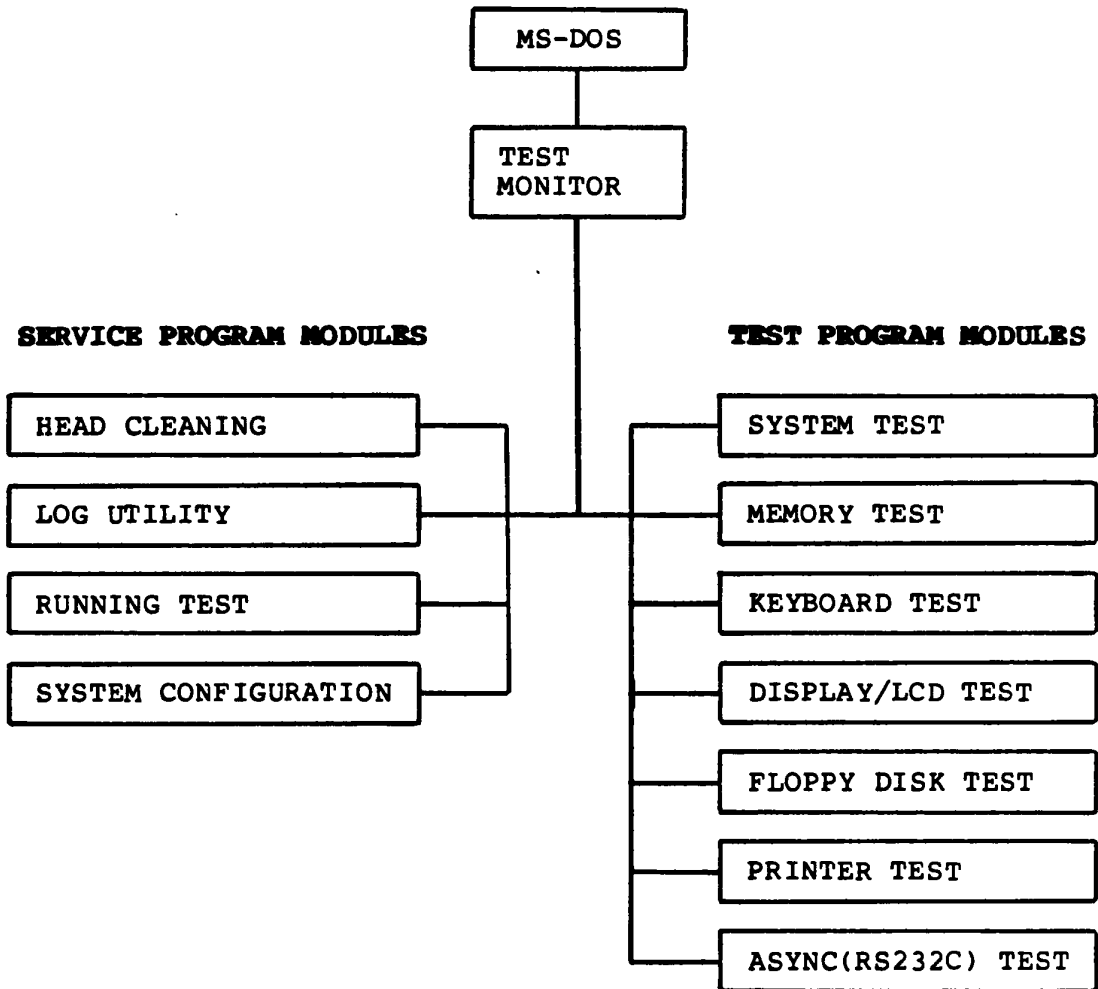 MS-DOS
TEST
MONITOR
SERVICE PROGRAM MODULES
HEAD CLEANING
LOG UTILITY
RUNNING TEST
SYSTEM CONFIGURATION
TEST PROGRAM MODULES
SYSTEM TEST
MEMORY TEST
KEYBOARD TEST
DISPLAY/LCD TEST
FLOPPY DISK TEST
PRINTER TEST
ASYNC(RS232C) TEST